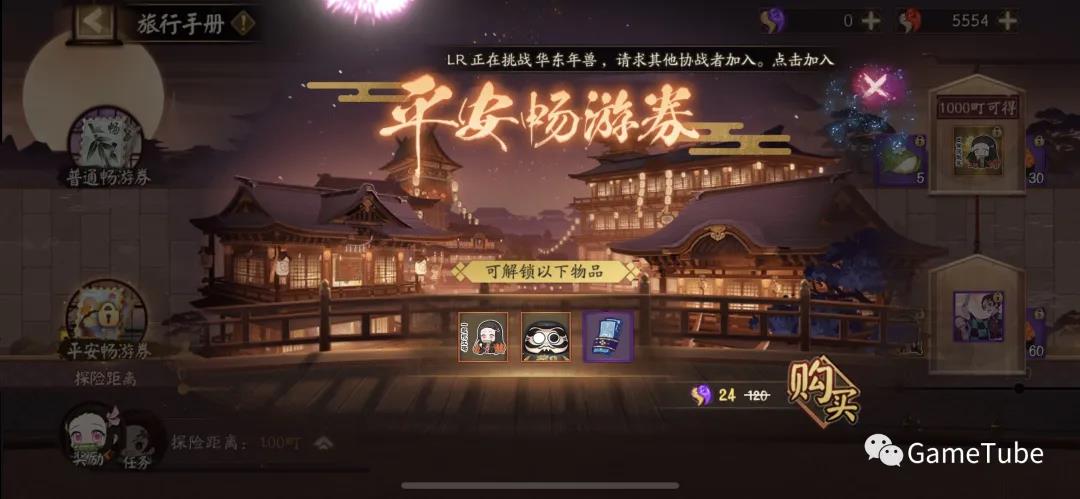 旅行手册
0
5554
LR 正在挑战华东年兽，请求其他协战者加入。点击加入
平安畅游券
1000町可得
普通畅游券
5
30
可解锁以下物品
平安畅游券
60
探险距离
24 120
购买
探险距离：100町
奖励
任务
GameTube